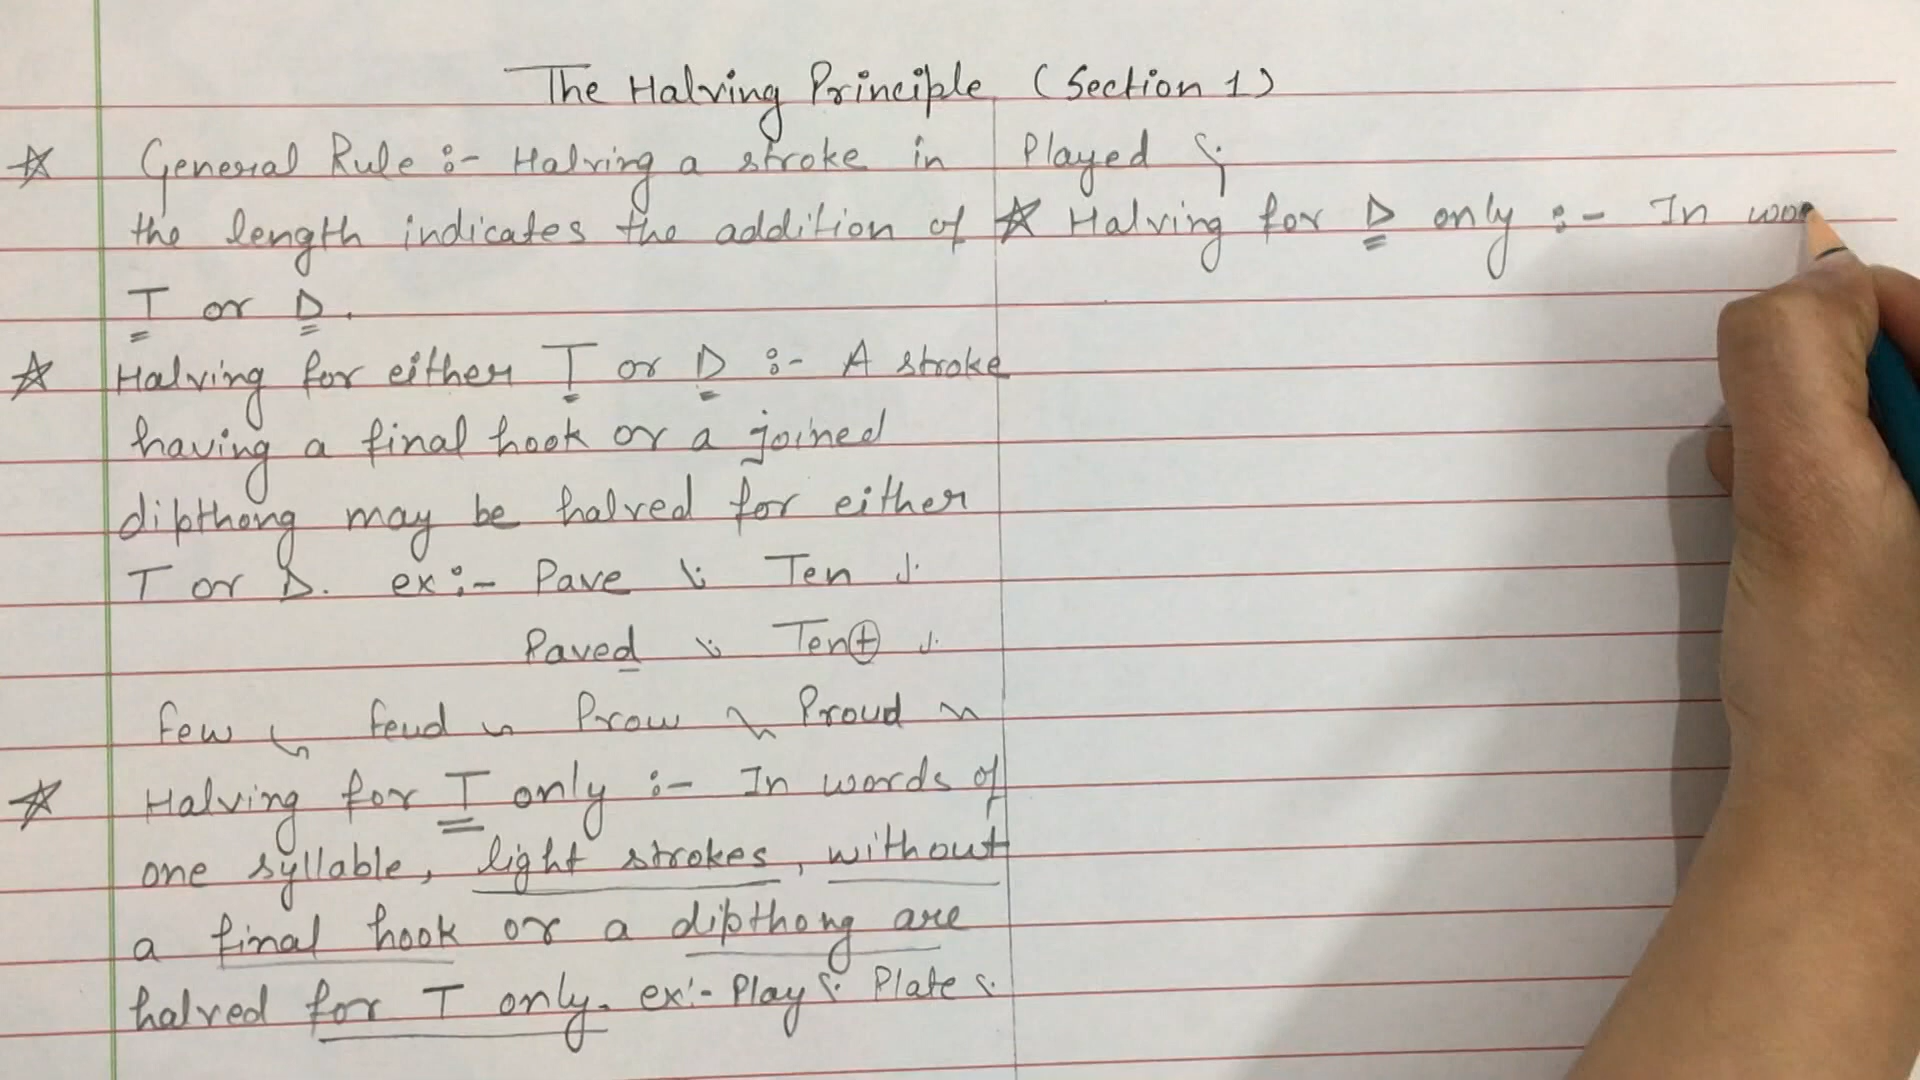 The Halving Principle (Section 1)
☆ General Rule :- Halving a stroke in
the length indicates the addition of
T or D.
☆ Halving for either T or D :- A stroke
having a final hook or a joined
dipthong may be halved for either
T or D. ex :- Pave Ten
Paved Tent
few feud Prow Proud
☆ Halving for T only :- In words of
one syllable, light strokes, without
a final hook or a dipthong are
halved for T only. ex:- Play Plate
Played
☆ Halving for D only :- In wor